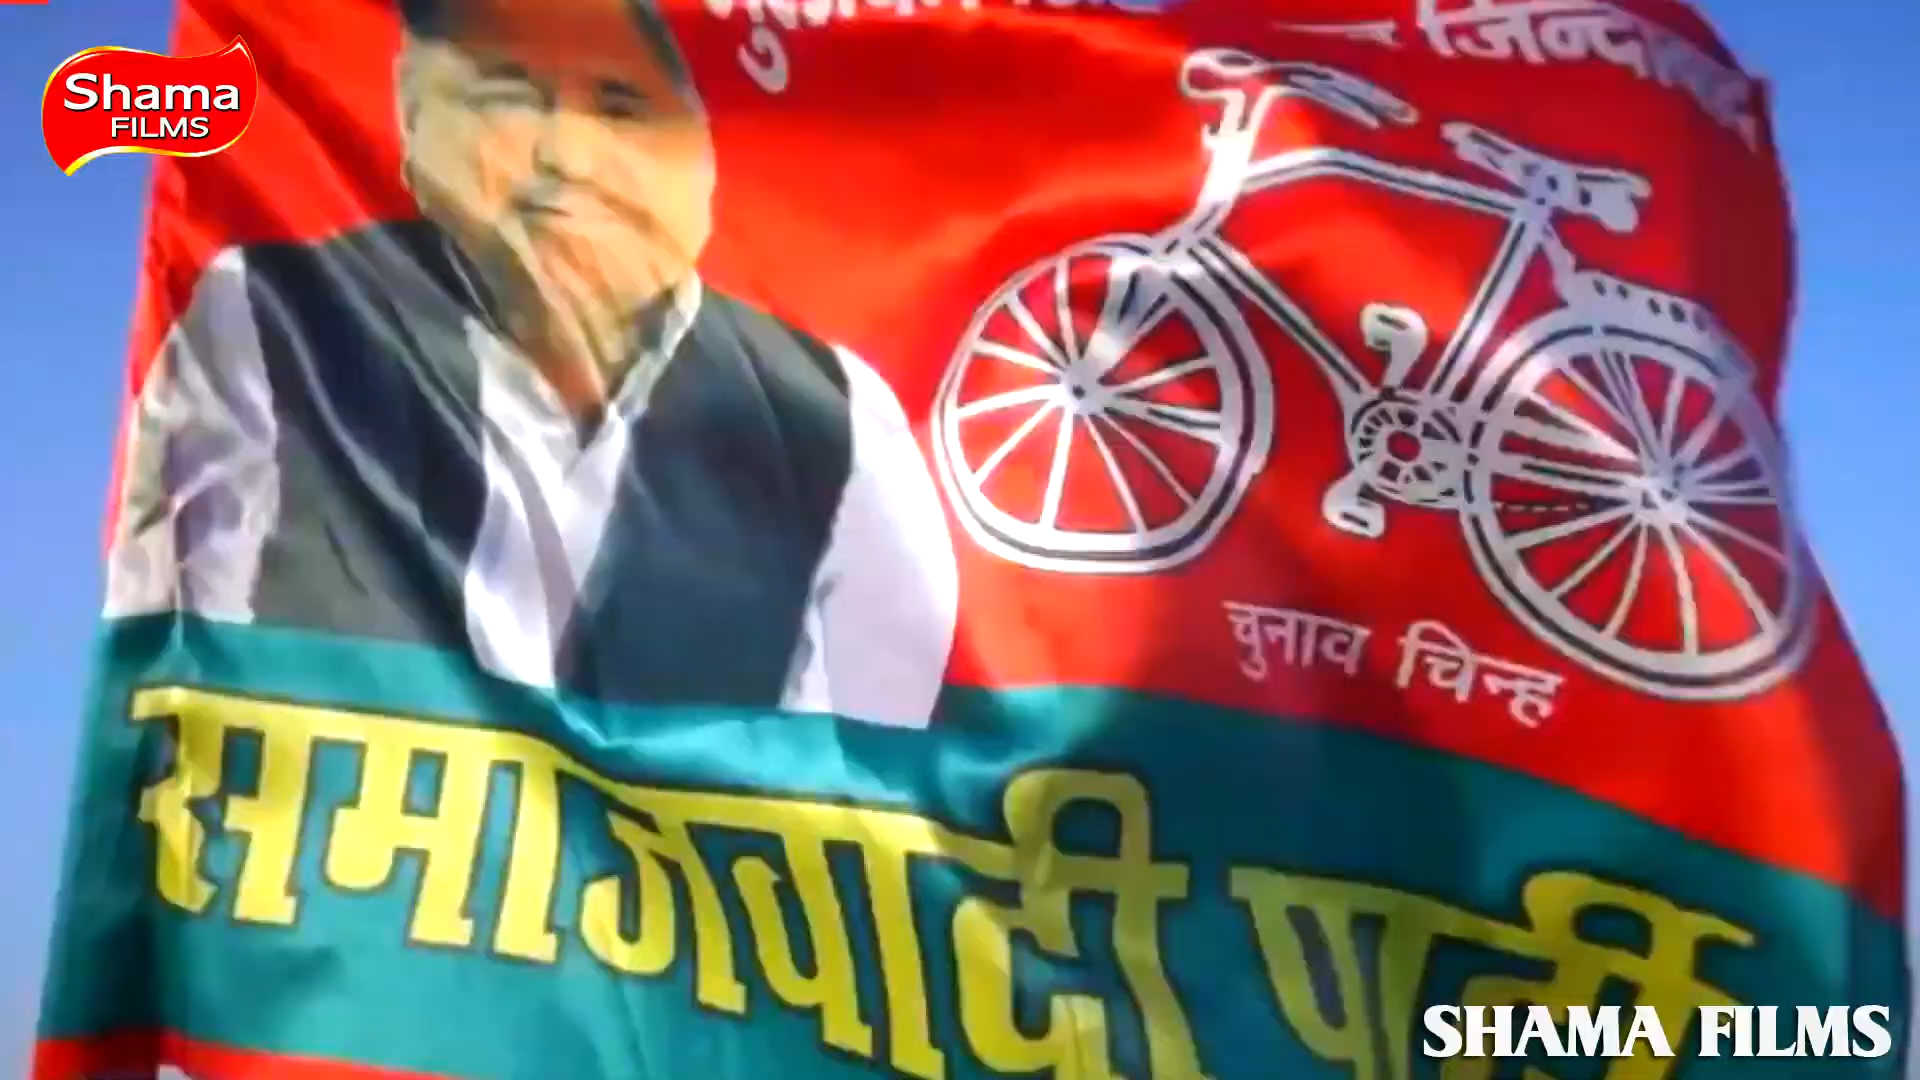 Shama
FILMS
जिन्दाबाद
चुनाव चिन्ह
समाजवादी पार्टी
SHAMA FILMS